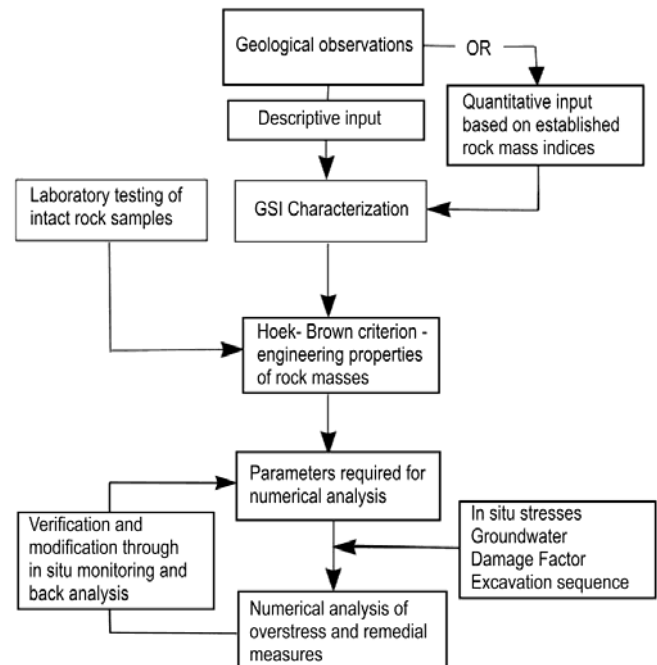 Geological observations
OR
Descriptive input
Quantitative input
based on established
rock mass indices
Laboratory testing of
intact rock samples
GSI Characterization
Hoek- Brown criterion -
engineering properties
of rock masses
Parameters required for
numerical analysis
Verification and
modification through
in situ monitoring and
back analysis
In situ stresses
Groundwater
Damage Factor
Excavation sequence
Numerical analysis of
overstress and remedial
measures